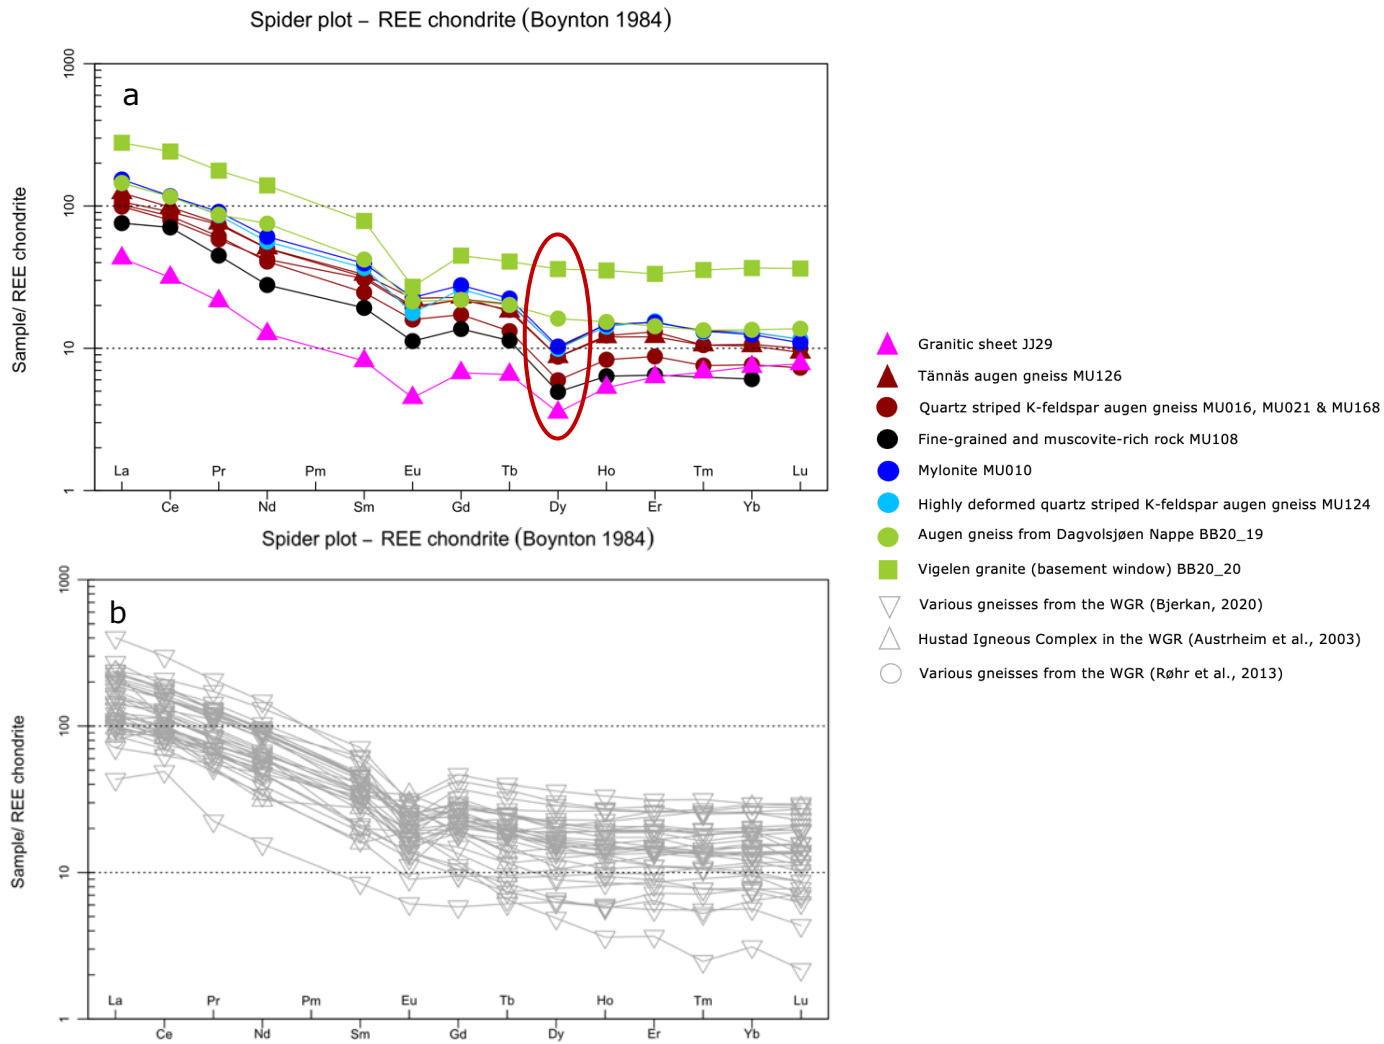 Spider plot – REE chondrite (Boynton 1984)
1000
a
100
Sample/ REE chondrite
10
1
La Pr Pm Eu Tb Ho Tm Lu
Ce Nd Sm Gd Dy Er Yb
Granitic sheet JJ29
Tännäs augen gneiss MU126
Quartz striped K-feldspar augen gneiss MU016, MU021 & MU168
Fine-grained and muscovite-rich rock MU108
Mylonite MU010
Highly deformed quartz striped K-feldspar augen gneiss MU124
Augen gneiss from Dagvolsjøen Nappe BB20_19
Vigelen granite (basement window) BB20_20
Various gneisses from the WGR (Bjerkan, 2020)
Hustad Igneous Complex in the WGR (Austrheim et al., 2003)
Various gneisses from the WGR (Røhr et al., 2013)
Spider plot – REE chondrite (Boynton 1984)
1000
b
100
Sample/ REE chondrite
10
1
La Pr Pm Eu Tb Ho Tm Lu
Ce Nd Sm Gd Dy Er Yb